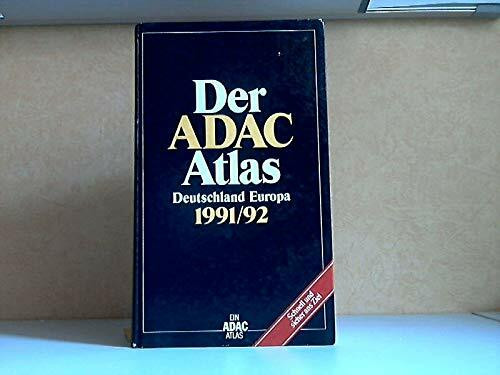 Der
ADAC
Atlas
Deutschland Europa
1991/92
Schnell und
sicher ans Ziel
EIN
ADAC
ATLAS